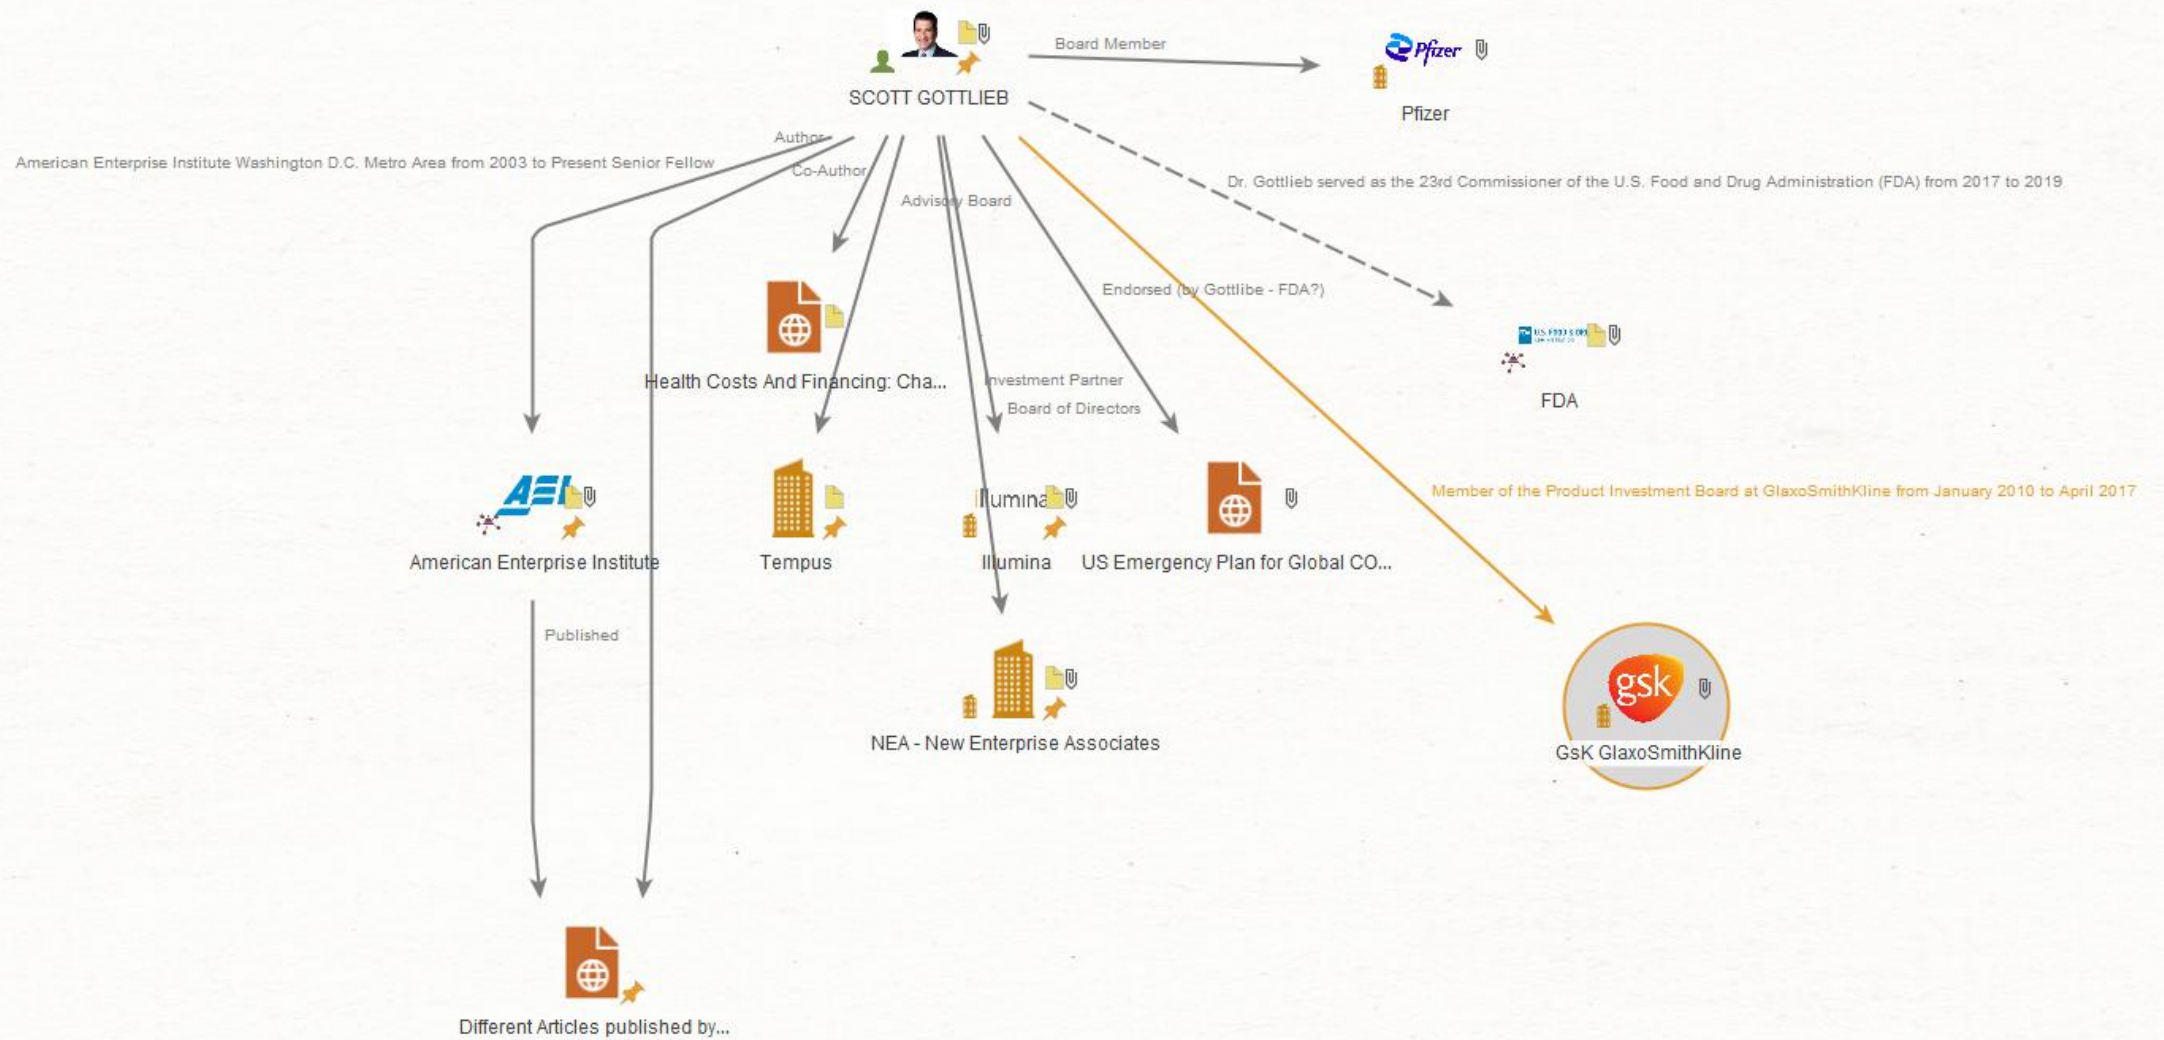 Board Member
Pfizer
SCOTT GOTTLIEB
Pfizer
Author
American Enterprise Institute Washington D.C. Metro Area from 2003 to Present Senior Fellow
Co-Author
Dr. Gottlieb served as the 23rd Commissioner of the U.S. Food and Drug Administration (FDA) from 2017 to 2019
Advisory Board
Endorsed (by Gottlibe - FDA?)
U.S. FOOD & DR
FDA
Health Costs And Financing: Cha...
Investment Partner
Board of Directors
AEI
illumina
Member of the Product Investment Board at GlaxoSmithKline from January 2010 to April 2017
American Enterprise Institute
Tempus
Illumina
US Emergency Plan for Global CO...
Published
gsk
NEA - New Enterprise Associates
GsK GlaxoSmithKline
Different Articles published by...